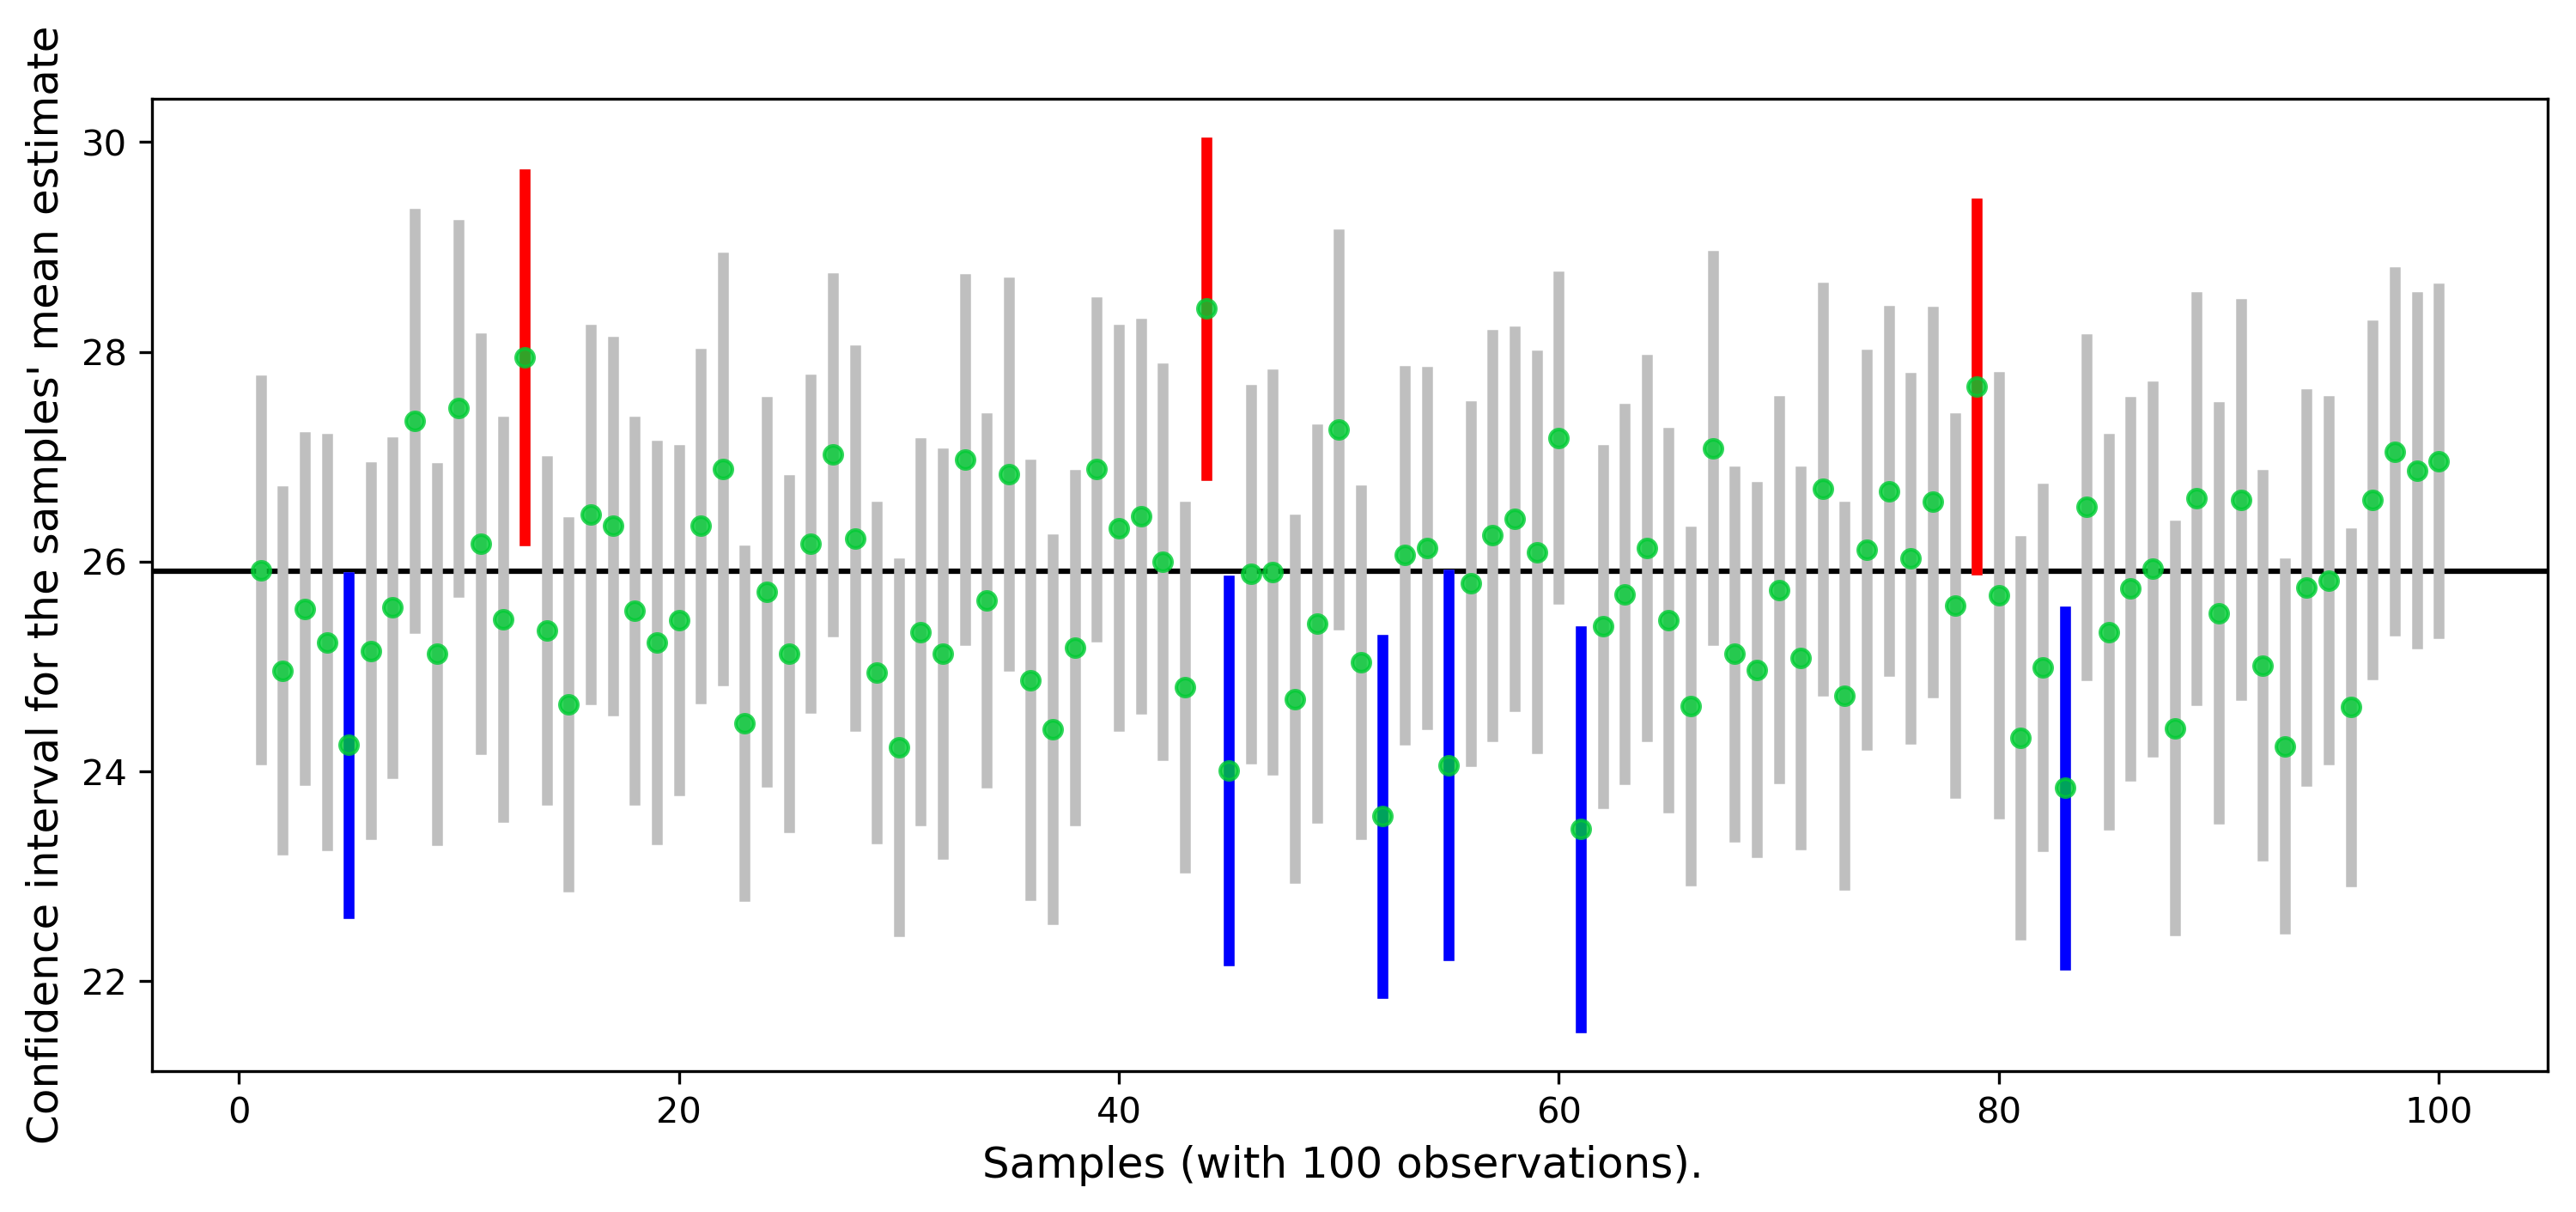 Confidence interval for the samples' mean estimate
30
28
26
24
22
0 20 40 60 80 100
Samples (with 100 observations).